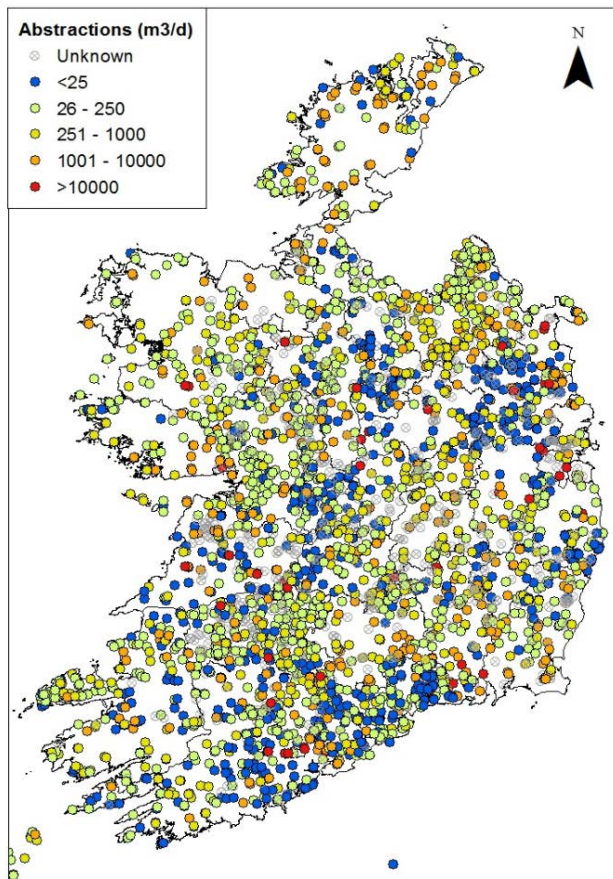 Abstractions (m3/d)
Unknown
<25
26 - 250
251 - 1000
1001 - 10000
>10000
N